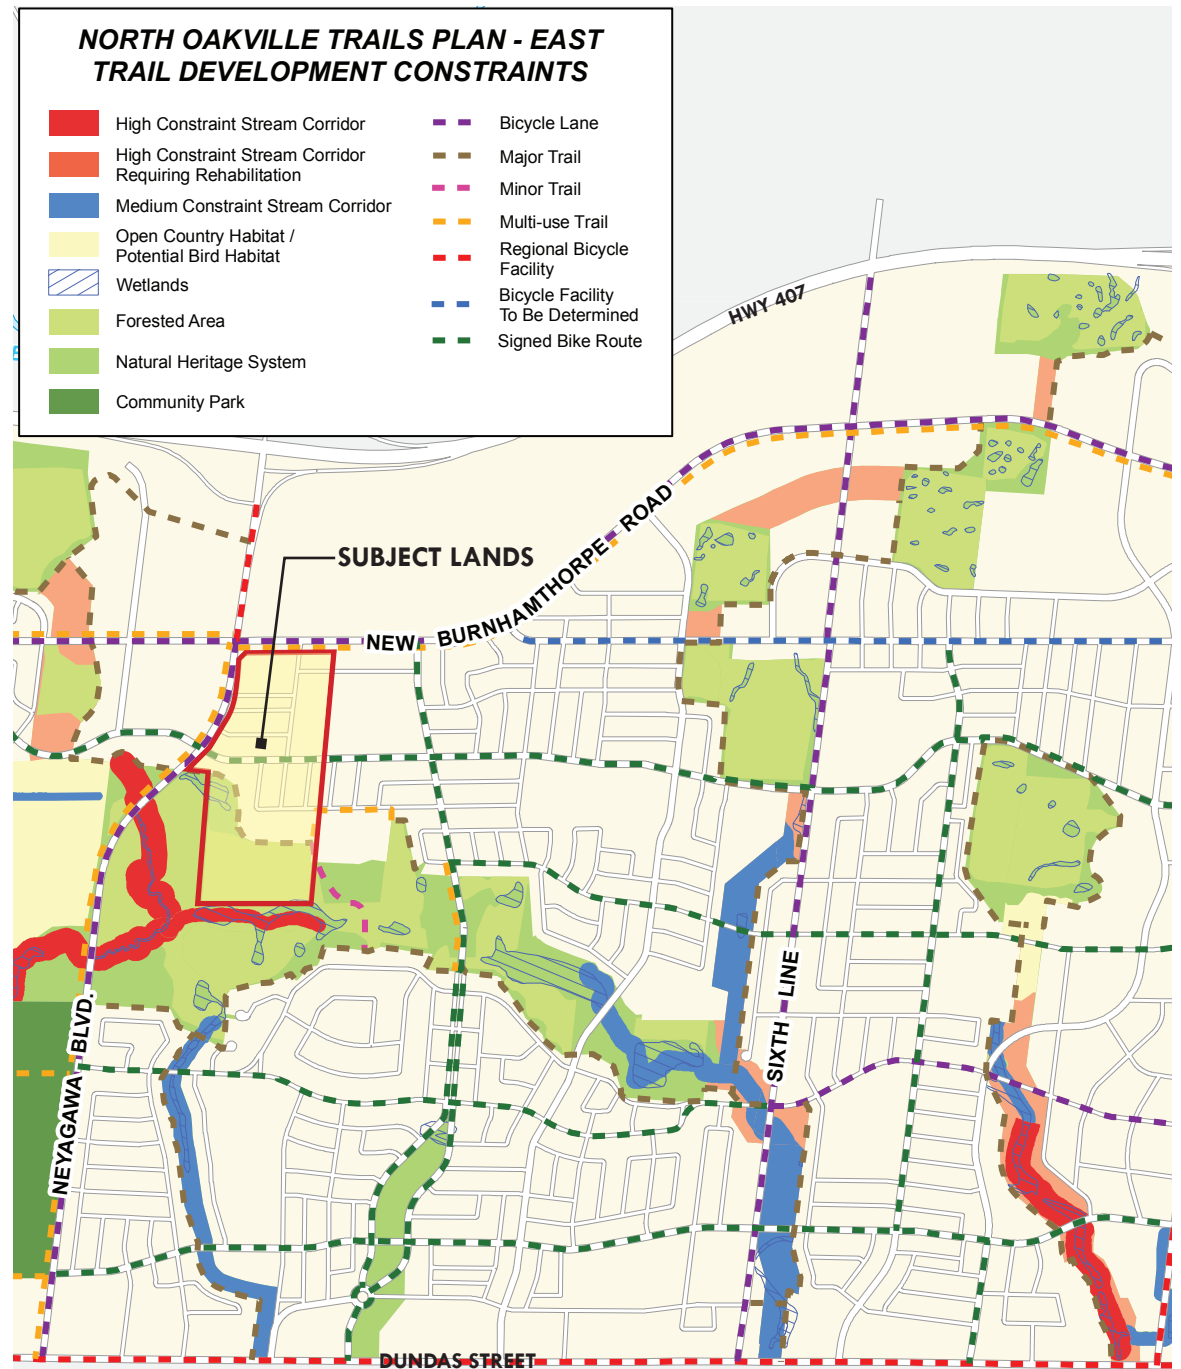 NORTH OAKVILLE TRAILS PLAN - EAST
TRAIL DEVELOPMENT CONSTRAINTS
High Constraint Stream Corridor
High Constraint Stream Corridor
Requiring Rehabilitation
Medium Constraint Stream Corridor
Open Country Habitat /
Potential Bird Habitat
Wetlands
Forested Area
Natural Heritage System
Community Park
Bicycle Lane
Major Trail
Minor Trail
Multi-use Trail
Regional Bicycle
Facility
Bicycle Facility
To Be Determined
Signed Bike Route
HWY 407
SUBJECT LANDS
NEW BURNHAMTHORPE ROAD
SIXTH LINE
NEYAGAWA BLVD.
DUNDAS STREET